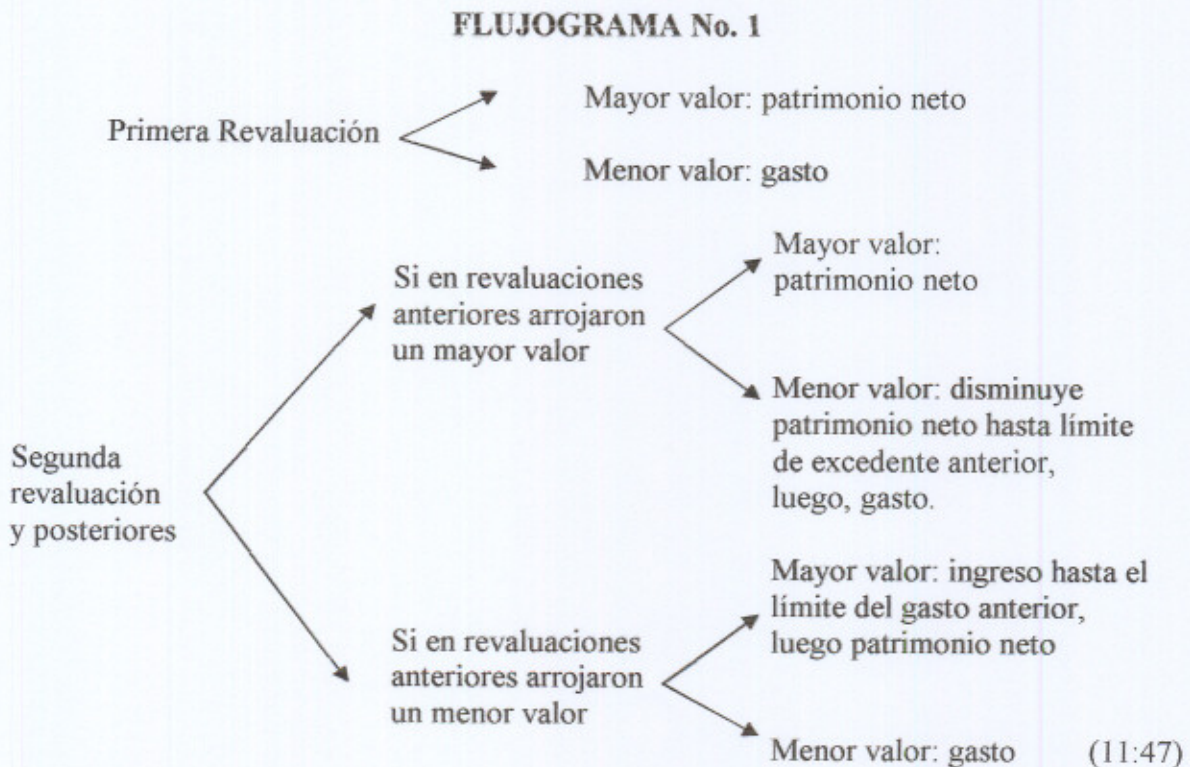 FLUJOGRAMA No. 1
Primera Revaluación
Mayor valor: patrimonio neto
Menor valor: gasto
Segunda
revaluación
y posteriores
Si en revaluaciones
anteriores arrojaron
un mayor valor
Mayor valor:
patrimonio neto
Menor valor: disminuye
patrimonio neto hasta límite
de excedente anterior,
luego, gasto.
Si en revaluaciones
anteriores arrojaron
un menor valor
Mayor valor: ingreso hasta el
límite del gasto anterior,
luego patrimonio neto
Menor valor: gasto (11:47)